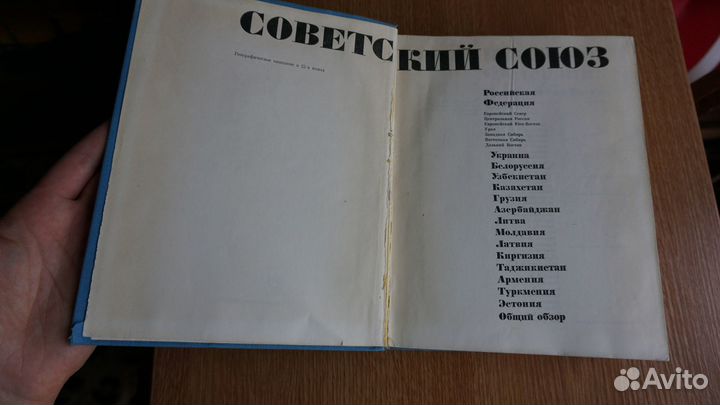 СОВЕТСКИЙ СОЮЗ
Географическое описание в 22-х томах
Российская
Федерация
Европейский Север
Центральная Россия
Европейский Юго-Восток
Урал
Западная Сибирь
Восточная Сибирь
Дальний Восток
Украина
Белоруссия
Узбекистан
Казахстан
Грузия
Азербайджан
Литва
Молдавия
Латвия
Киргизия
Таджикистан
Армения
Туркмения
Эстония
Общий обзор
Avito